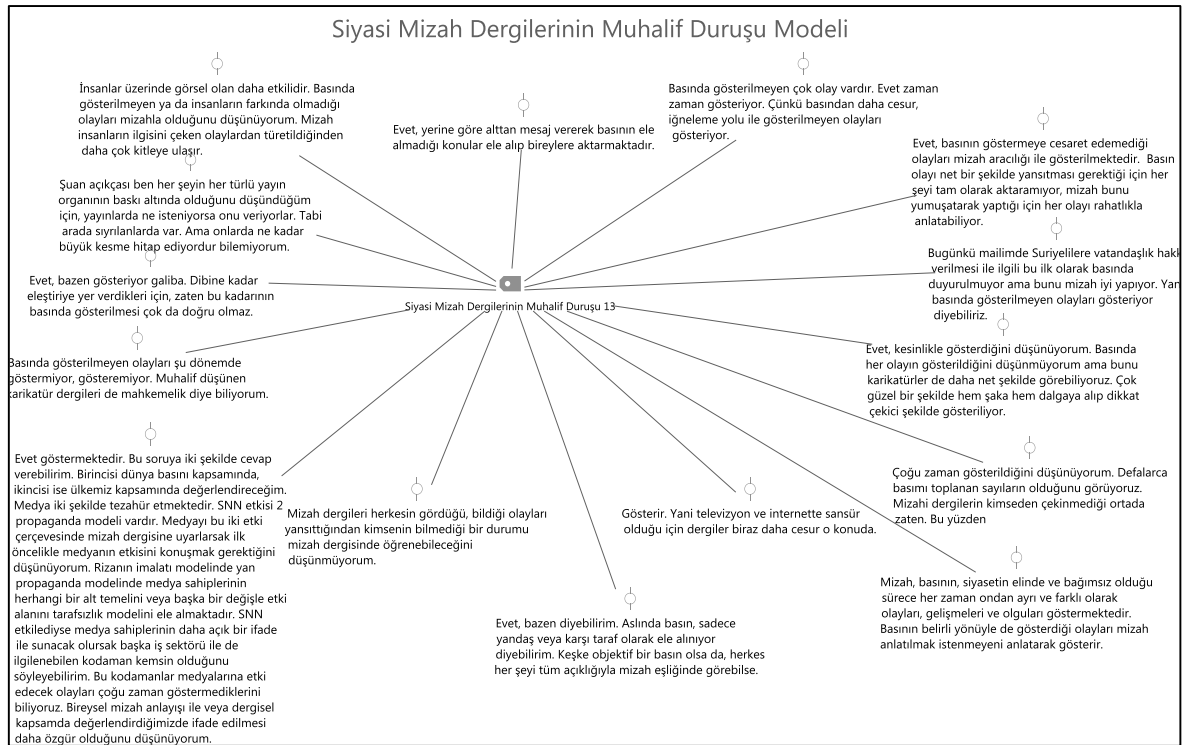 Siyasi Mizah Dergilerinin Muhalif Duruşu Modeli
İnsanlar üzerinde görsel olan daha etkilidir. Basında
gösterilmeyen ya da insanların farkında olmadığı
olayları mizahla olduğunu düşünüyorum. Mizah
insanların ilgisini çeken olaylardan türetildiğinden
daha çok kitleye ulaşır.
Evet, yerine göre alttan mesaj vererek basının ele
almadığı konular ele alıp bireylere aktarmaktadır.
Basında gösterilmeyen çok olay vardır. Evet zaman
zaman gösteriyor. Çünkü basından daha cesur,
iğneleme yolu ile gösterilmeyen olayları
gösteriyor.
Evet, basının göstermeye cesaret edemediği
olayları mizah aracılığı ile gösterilmektedir. Basın
olayı net bir şekilde yansıtması gerektiği için her
şeyi tam olarak aktaramıyor, mizah bunu
yumuşatarak yaptığı için her olayı rahatlıkla
anlatabiliyor.
Şuan açıkçası ben her şeyin her türlü yayın
organının baskı altında olduğunu düşündüğüm
için, yayınlarda ne isteniyorsa onu veriyorlar. Tabi
arada sıyrılanlarda var. Ama onlarda ne kadar
büyük kesme hitap ediyordur bilemiyorum.
Bugünkü mailimde Suriyelilere vatandaşlık hakk
verilmesi ile ilgili bu ilk olarak basında
duyurulmuyor ama bunu mizah iyi yapıyor. Yan
basında gösterilmeyen olayları gösteriyor
diyebiliriz.
Evet, bazen gösteriyor galiba. Dibine kadar
eleştiriye yer verdikleri için, zaten bu kadarının
basında gösterilmesi çok da doğru olmaz.
Siyasi Mizah Dergilerinin Muhalif Duruşu 13
Basında gösterilmeyen olayları şu dönemde
göstermiyor, gösteremiyor. Muhalif düşünen
karikatür dergileri de mahkemelik diye biliyorum.
Evet, kesinlikle gösterdiğini düşünüyorum. Basında
her olayın gösterildiğini düşünmüyorum ama bunu
karikatürler de daha net şekilde görebiliyoruz. Çok
güzel bir şekilde hem şaka hem dalgaya alıp dikkat
çekici şekilde gösteriliyor.
Evet göstermektedir. Bu soruya iki şekilde cevap
verebilirim. Birincisi dünya basını kapsamında,
ikincisi ise ülkemiz kapsamında değerlendireceğim.
Medya iki şekilde tezahür etmektedir. SNN etkisi 2
propaganda modeli vardır. Medyayı bu iki etki
çerçevesinde mizah dergisine uyarlarsak ilk
öncelikle medyanın etkisini konuşmak gerektiğini
düşünüyorum. Rizanın imalatı modelinde yan
propaganda modelinde medya sahiplerinin
herhangi bir alt temelini veya başka bir değişle etki
alanını tarafsızlık modelini ele almaktadır. SNN
etkilediyse medya sahiplerinin daha açık bir ifade
ile sunacak olursak başka iş sektörü ile de
ilgilenebilen kodaman kemsin olduğunu
söyleyebilirim. Bu kodamanlar medyalarına etki
edecek olayları çoğu zaman göstermediklerini
biliyoruz. Bireysel mizah anlayışı ile veya dergisel
kapsamda değerlendirdiğimizde ifade edilmesi
daha özgür olduğunu düşünüyorum.
Mizah dergileri herkesin gördüğü, bildiği olayları
yansıttığından kimsenin bilmediği bir durumu
mizah dergisinde öğrenebileceğini
düşünmüyorum.
Gösterir. Yani televizyon ve internette sansür
olduğu için dergiler biraz daha cesur o konuda.
Çoğu zaman gösterildiğini düşünüyorum. Defalarca
basımı toplanan sayıların olduğunu görüyoruz.
Mizahi dergilerin kimseden çekinmediği ortada
zaten. Bu yüzden
Evet, bazen diyebilirim. Aslında basın, sadece
yandaş veya karşı taraf olarak ele alınıyor
diyebilirim. Keşke objektif bir basın olsa da, herkes
her şeyi tüm açıklığıyla mizah eşliğinde görebilse.
Mizah, basının, siyasetin elinde ve bağımsız olduğu
sürece her zaman ondan ayrı ve farklı olarak
olayları, gelişmeleri ve olguları göstermektedir.
Basının belirli yönüyle de gösterdiği olayları mizah
anlatılmak istenmeyeni anlatarak gösterir.